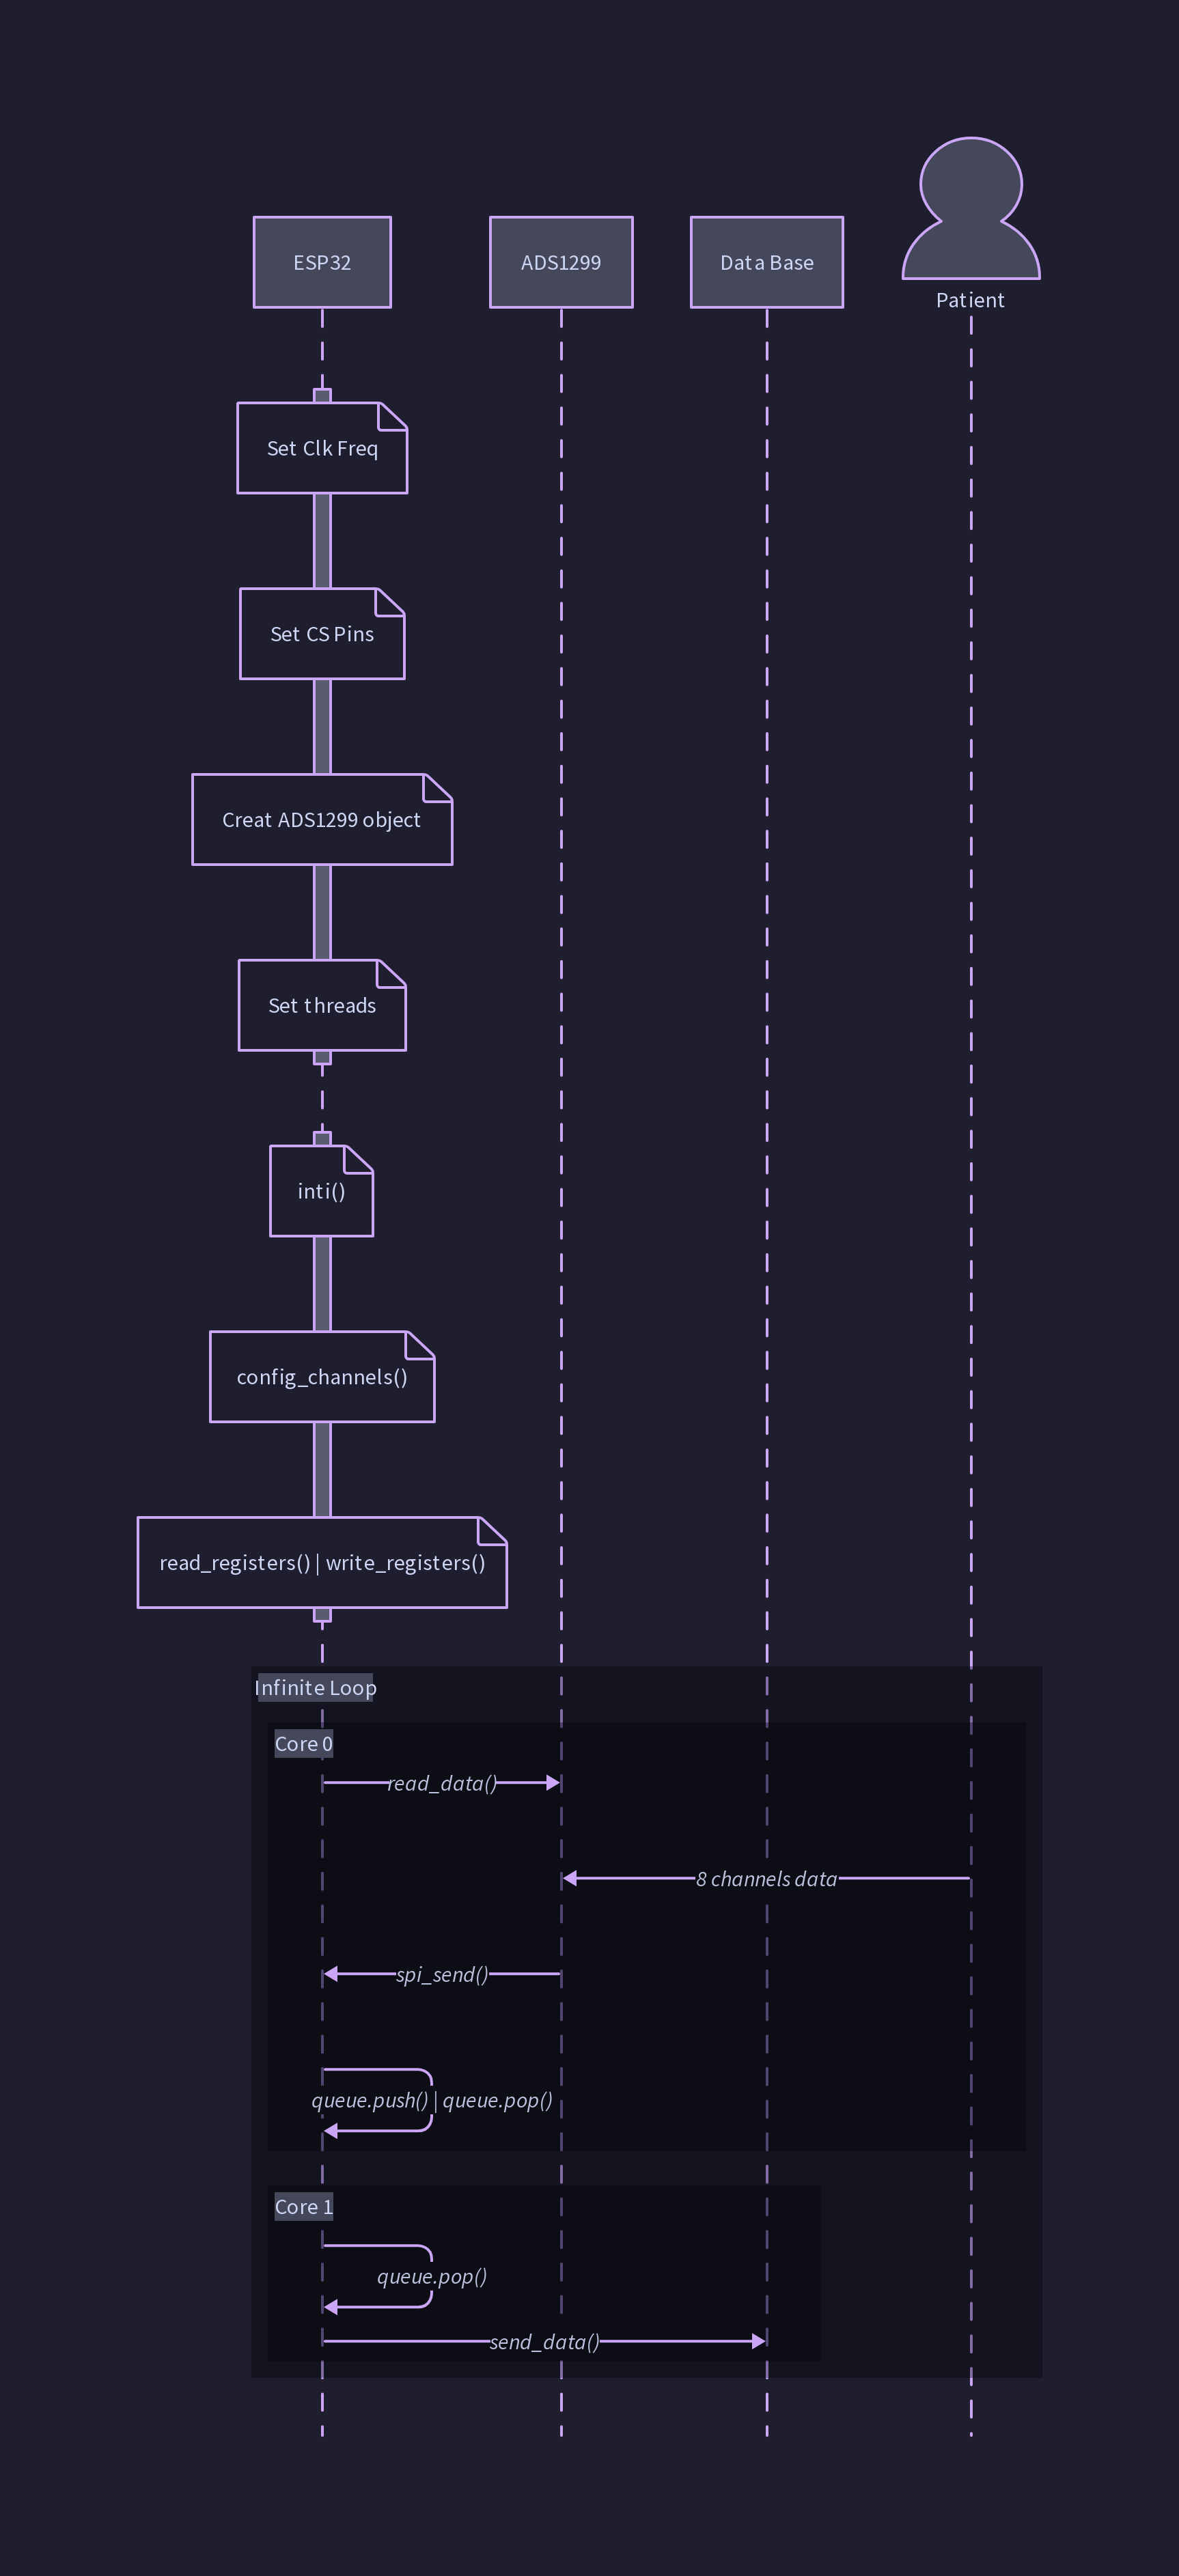 ESP32
ADS1299
Data Base
Patient
Set Clk Freq
Set CS Pins
Creat ADS1299 object
Set threads
inti()
config_channels()
read_registers() | write_registers()
Infinite Loop
Core 0
read_data()
8 channels data
spi_send()
queue.push() | queue.pop()
Core 1
queue.pop()
send_data()